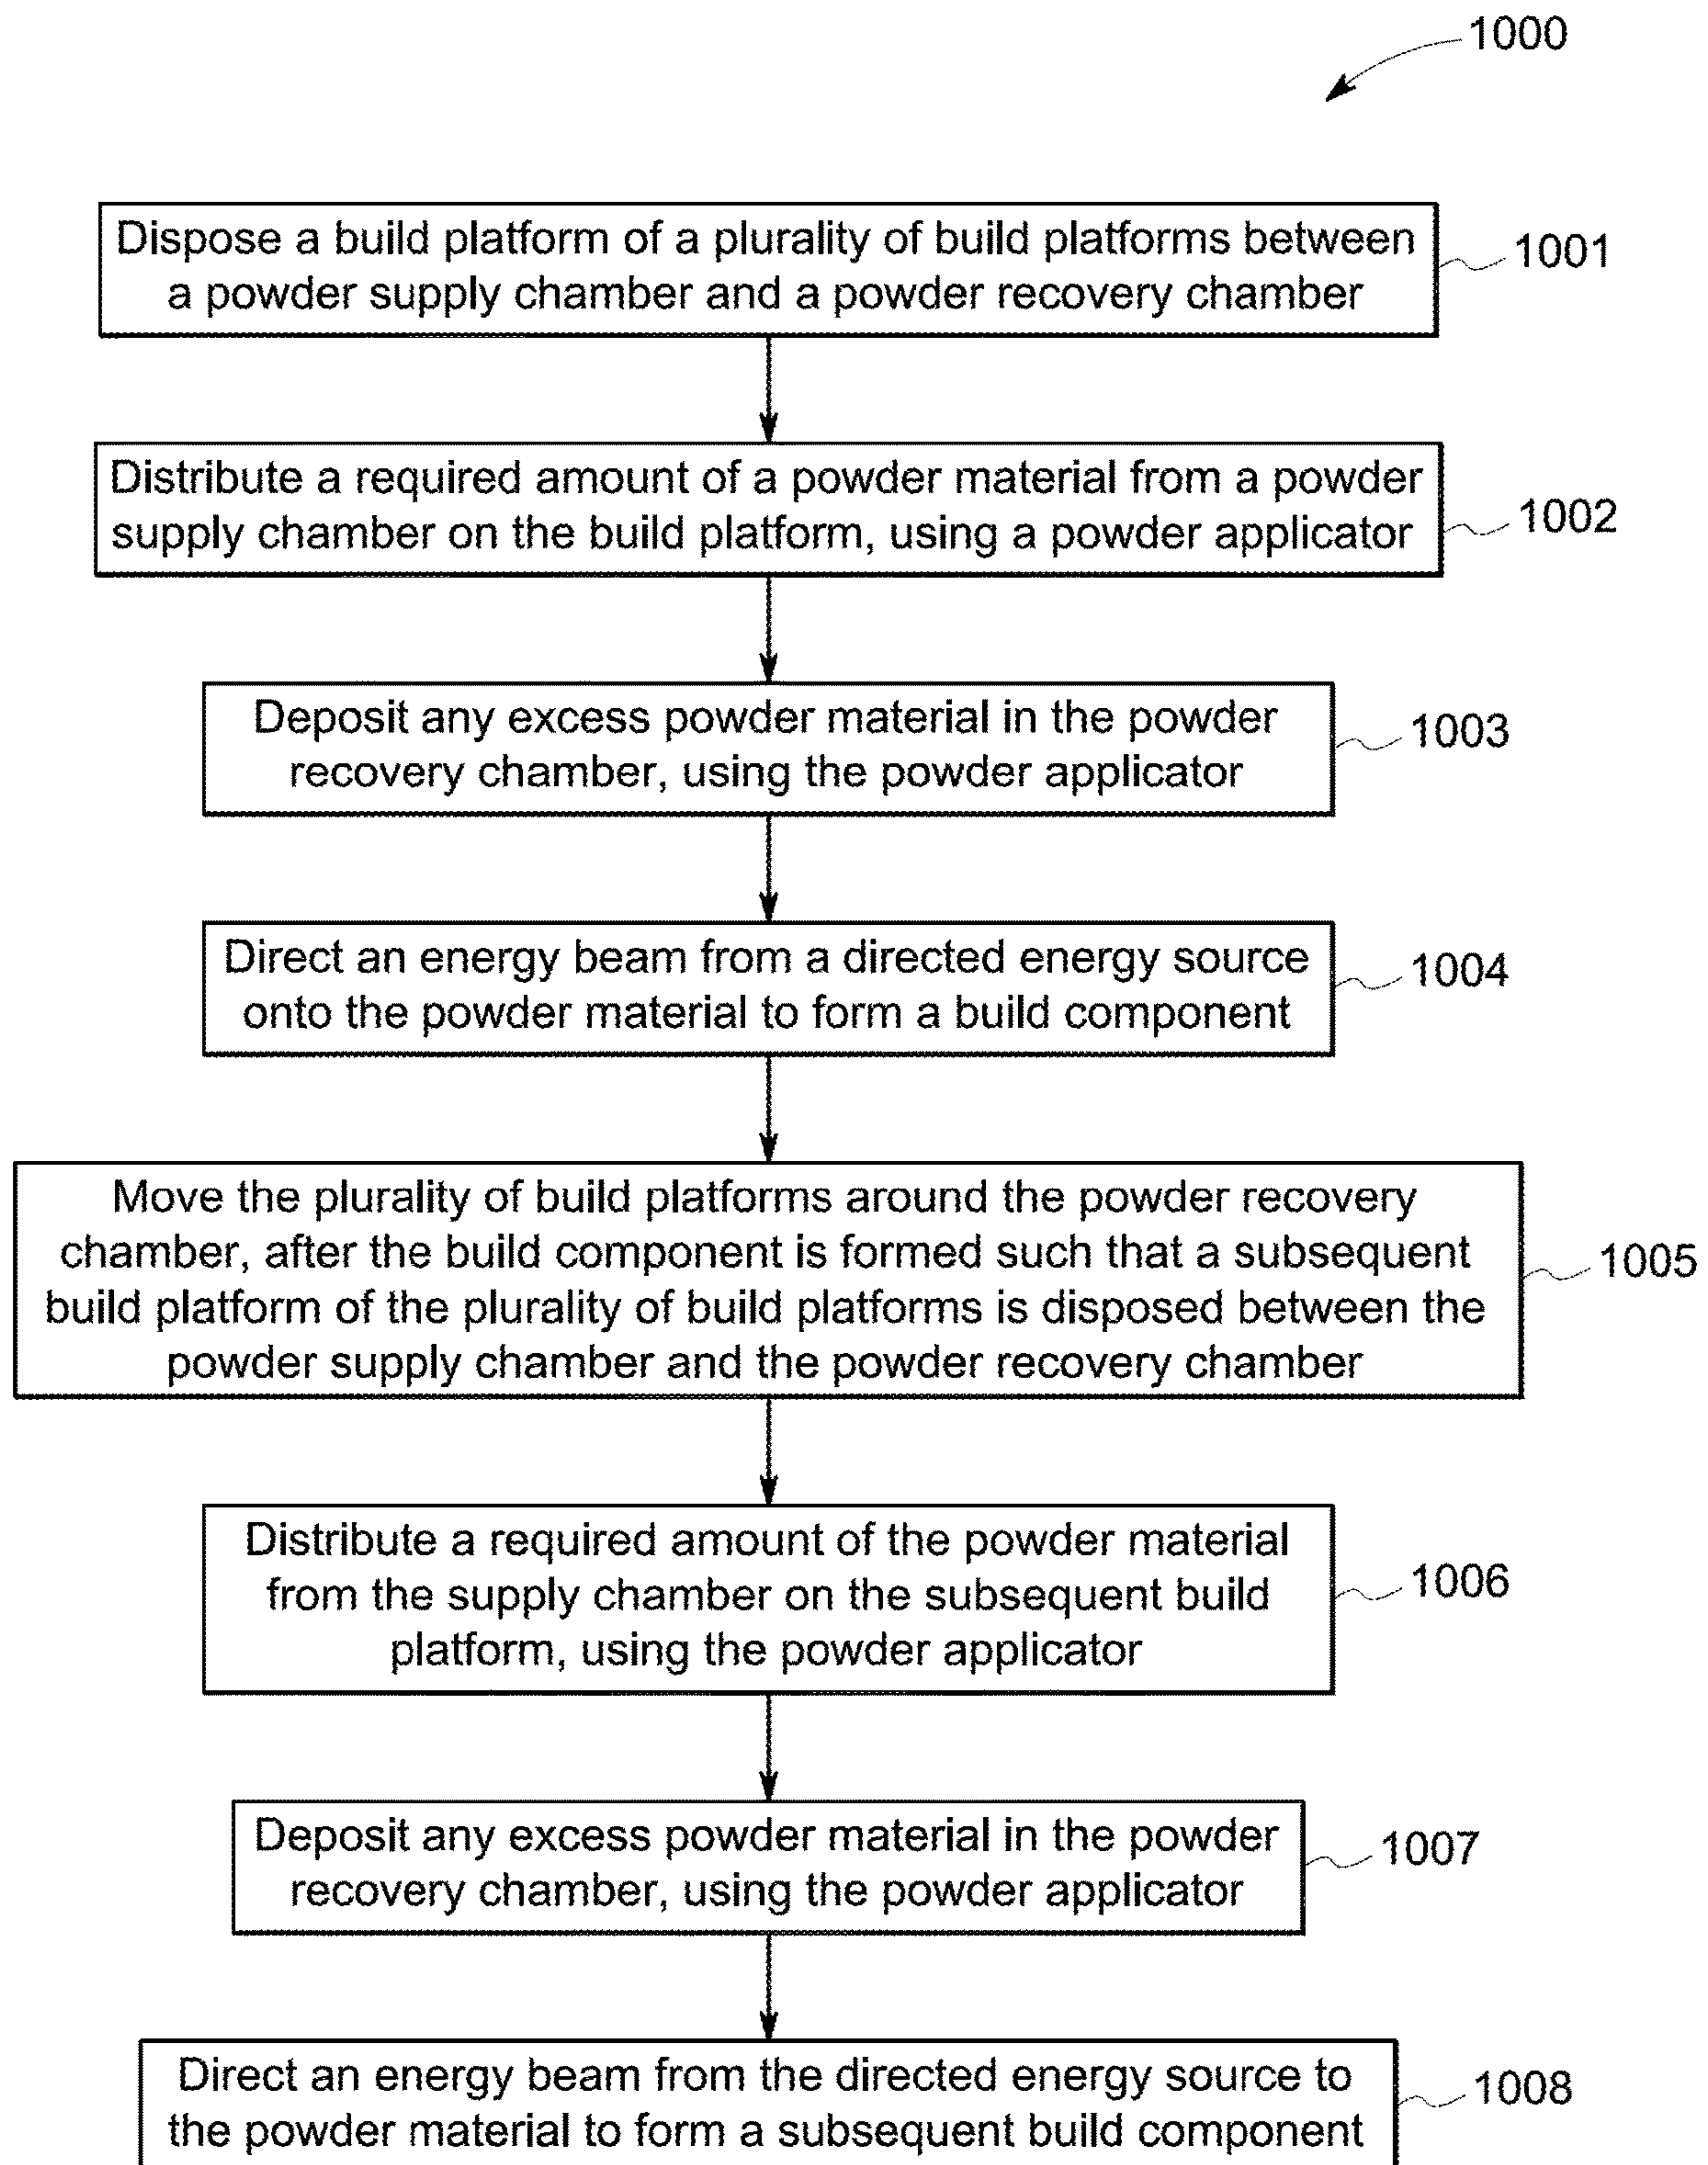 1000
Dispose a build platform of a plurality of build platforms between
a powder supply chamber and a powder recovery chamber
1001
Distribute a required amount of a powder material from a powder
supply chamber on the build platform, using a powder applicator
1002
Deposit any excess powder material in the powder
recovery chamber, using the powder applicator
1003
Direct an energy beam from a directed energy source
onto the powder material to form a build component
1004
Move the plurality of build platforms around the powder recovery
chamber, after the build component is formed such that a subsequent
build platform of the plurality of build platforms is disposed between the
powder supply chamber and the powder recovery chamber
1005
Distribute a required amount of the powder material
from the supply chamber on the subsequent build
platform, using the powder applicator
1006
Deposit any excess powder material in the powder
recovery chamber, using the powder applicator
1007
Direct an energy beam from the directed energy source to
the powder material to form a subsequent build component
1008